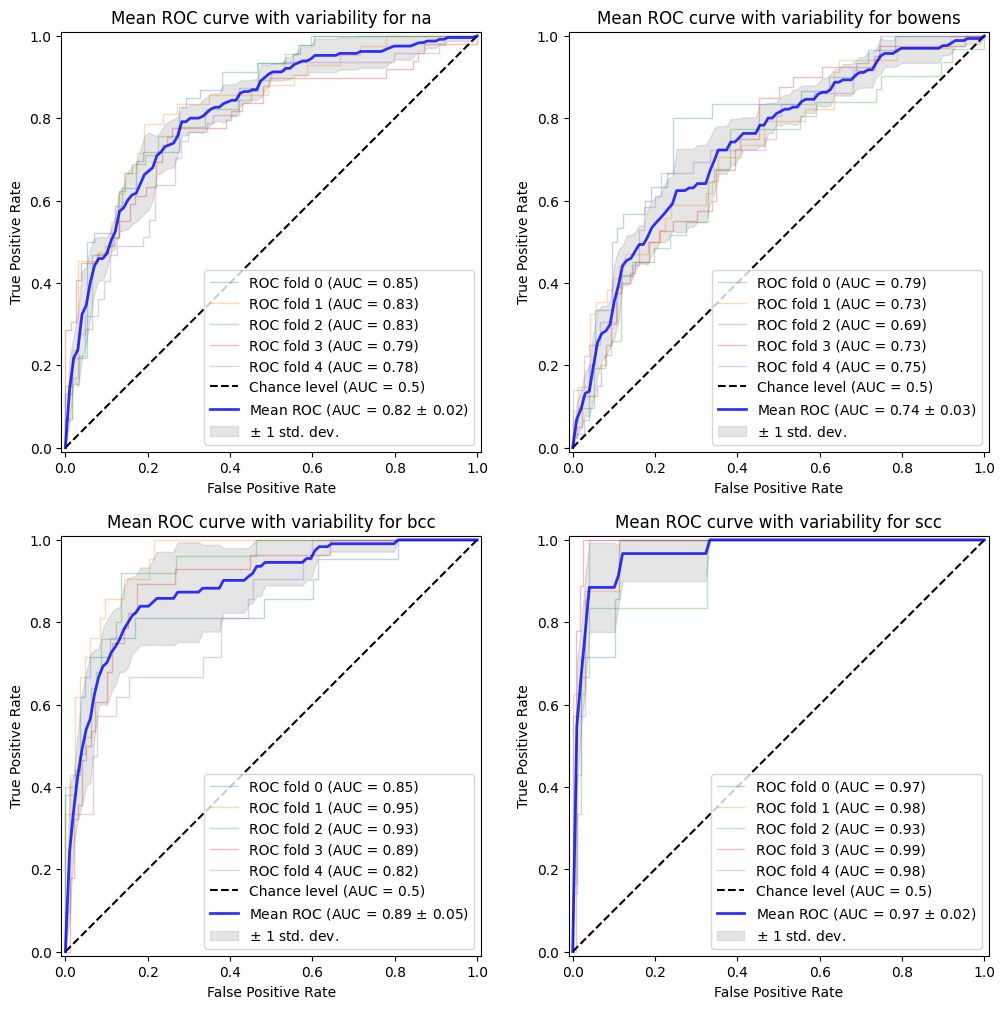 Mean ROC curve with variability for na
1.0
0.8
0.6
0.4
0.2
0.0
True Positive Rate
ROC fold 0 (AUC = 0.85)
ROC fold 1 (AUC = 0.83)
ROC fold 2 (AUC = 0.83)
ROC fold 3 (AUC = 0.79)
ROC fold 4 (AUC = 0.78)
Chance level (AUC = 0.5)
Mean ROC (AUC = 0.82 ± 0.02)
± 1 std. dev.
0.0 0.2 0.4 0.6 0.8 1.0
False Positive Rate
Mean ROC curve with variability for bowens
1.0
0.8
0.6
0.4
0.2
0.0
True Positive Rate
ROC fold 0 (AUC = 0.79)
ROC fold 1 (AUC = 0.73)
ROC fold 2 (AUC = 0.69)
ROC fold 3 (AUC = 0.73)
ROC fold 4 (AUC = 0.75)
Chance level (AUC = 0.5)
Mean ROC (AUC = 0.74 ± 0.03)
± 1 std. dev.
0.0 0.2 0.4 0.6 0.8 1.0
False Positive Rate
Mean ROC curve with variability for bcc
1.0
0.8
0.6
0.4
0.2
0.0
True Positive Rate
ROC fold 0 (AUC = 0.85)
ROC fold 1 (AUC = 0.95)
ROC fold 2 (AUC = 0.93)
ROC fold 3 (AUC = 0.89)
ROC fold 4 (AUC = 0.82)
Chance level (AUC = 0.5)
Mean ROC (AUC = 0.89 ± 0.05)
± 1 std. dev.
0.0 0.2 0.4 0.6 0.8 1.0
False Positive Rate
Mean ROC curve with variability for scc
1.0
0.8
0.6
0.4
0.2
0.0
True Positive Rate
ROC fold 0 (AUC = 0.97)
ROC fold 1 (AUC = 0.98)
ROC fold 2 (AUC = 0.93)
ROC fold 3 (AUC = 0.99)
ROC fold 4 (AUC = 0.98)
Chance level (AUC = 0.5)
Mean ROC (AUC = 0.97 ± 0.02)
± 1 std. dev.
0.0 0.2 0.4 0.6 0.8 1.0
False Positive Rate